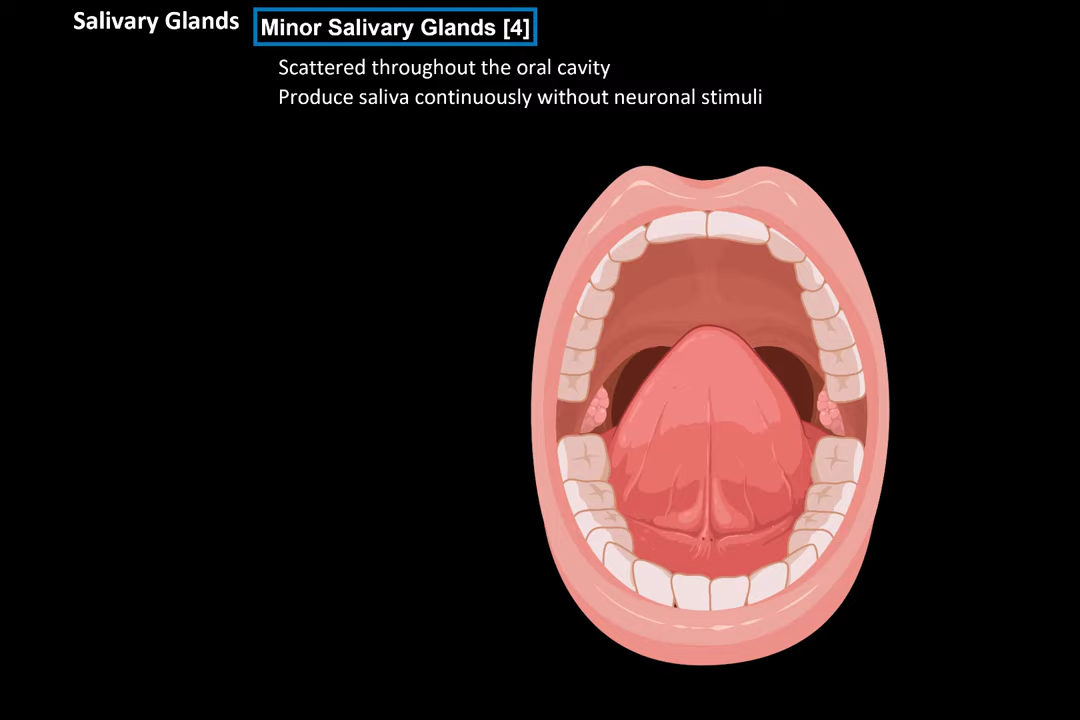 Salivary Glands Minor Salivary Glands [4]
Scattered throughout the oral cavity
Produce saliva continuously without neuronal stimuli